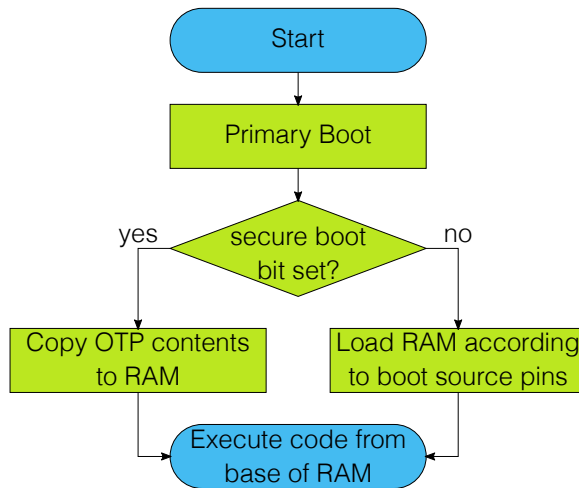 Start
Primary Boot
yes
secure boot
bit set?
no
Copy OTP contents
to RAM
Load RAM according
to boot source pins
Execute code from
base of RAM